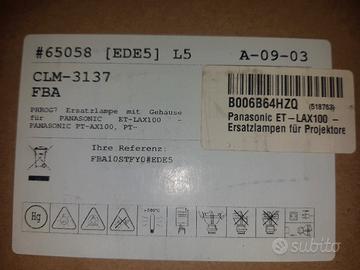 #65058 [EDE5] L5 A-09-03
CLM-3137
FBA
PHROG7 Ersatzlampe mit Gehäuse
für PANASONIC ET-LAX100 -
PANASONIC PT-AX100, PT-
Ihre Referenz:
FBA10STFYQ#EDE5
B006B64HZQ (518763)
Panasonic ET-LAX100 -
Ersatzlampen für Projektore
Hg
subito